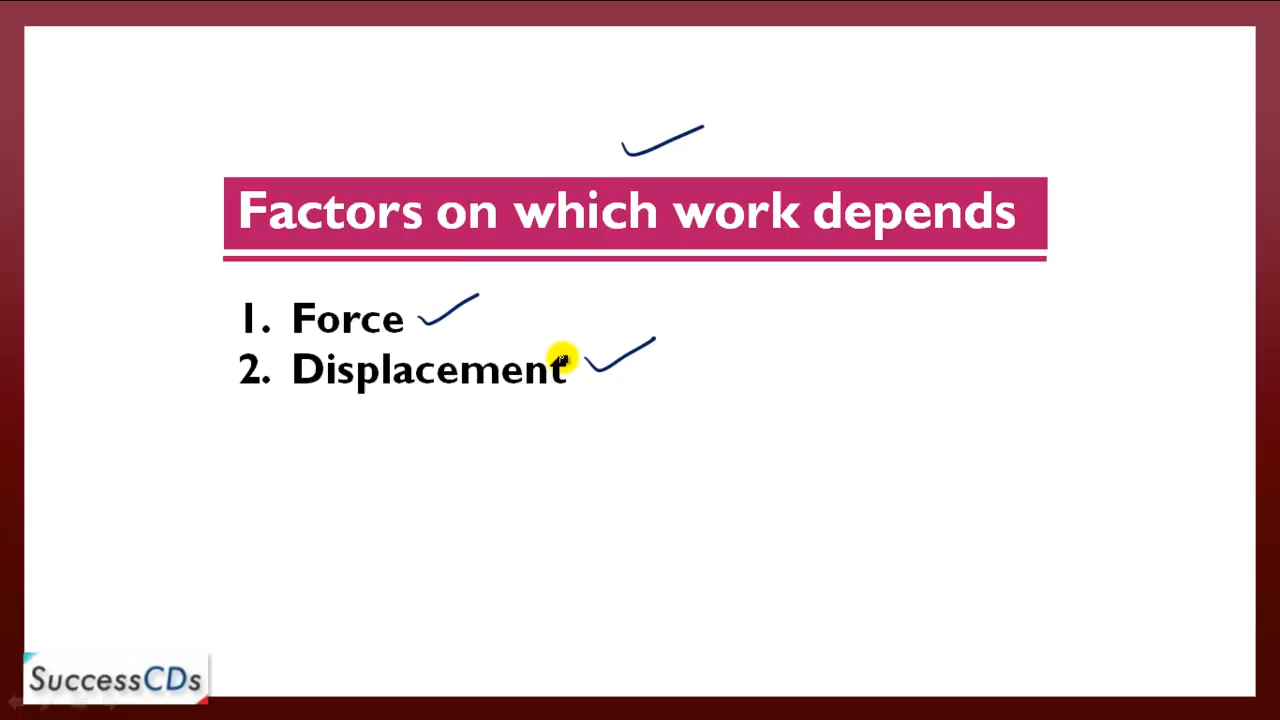 Factors on which work depends
1. Force
2. Displacement
SuccessCDs